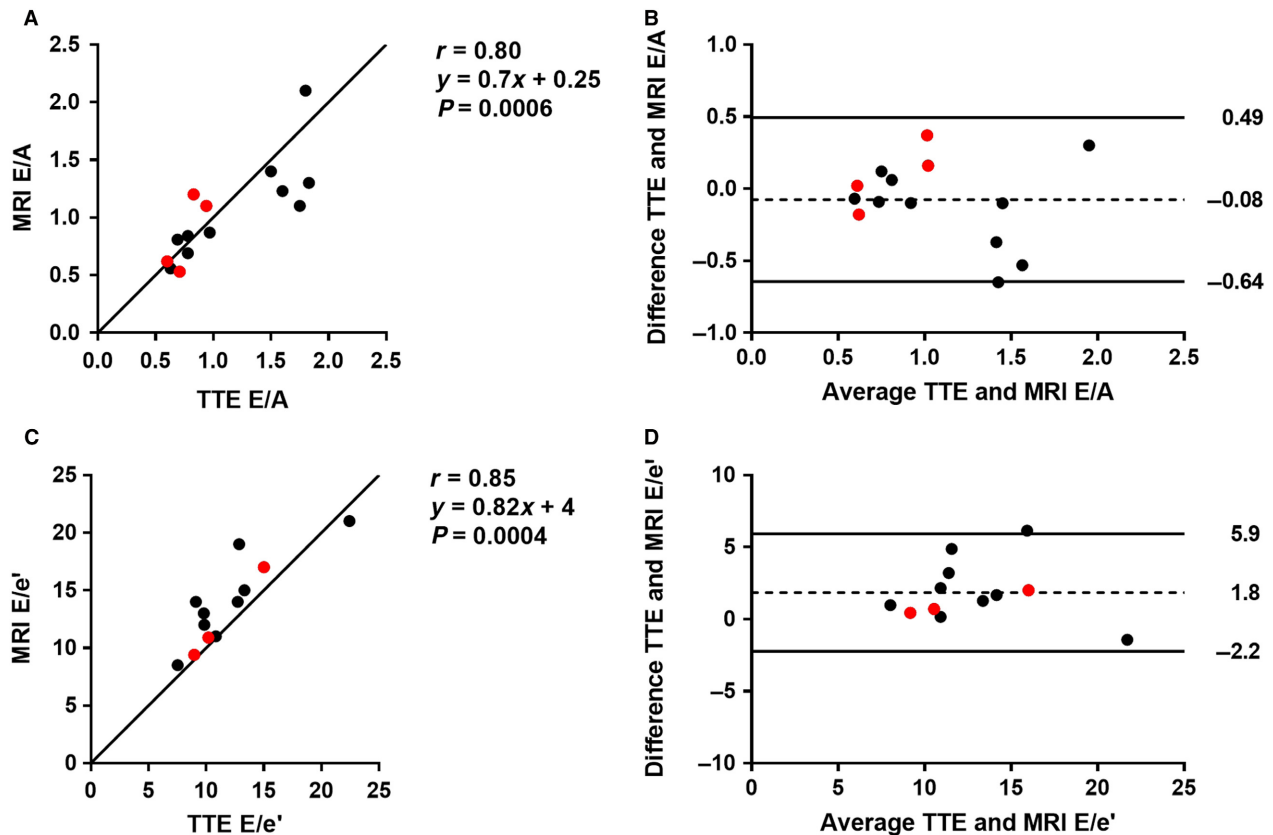 A
2.5
2.0
1.5
1.0
0.5
0.0
0.0 0.5 1.0 1.5 2.0 2.5
MRI E/A
TTE E/A
r = 0.80
y = 0.7x + 0.25
P = 0.0006
B
1.0
0.5
0.0
–0.5
–1.0
0.0 0.5 1.0 1.5 2.0 2.5
Difference TTE and MRI E/A
Average TTE and MRI E/A
0.49
–0.08
–0.64
C
25
20
15
10
5
0
0 5 10 15 20 25
MRI E/e'
TTE E/e'
r = 0.85
y = 0.82x + 4
P = 0.0004
D
10
5
0
–5
–10
0 5 10 15 20 25
Difference TTE and MRI E/e'
Average TTE and MRI E/e'
5.9
1.8
–2.2